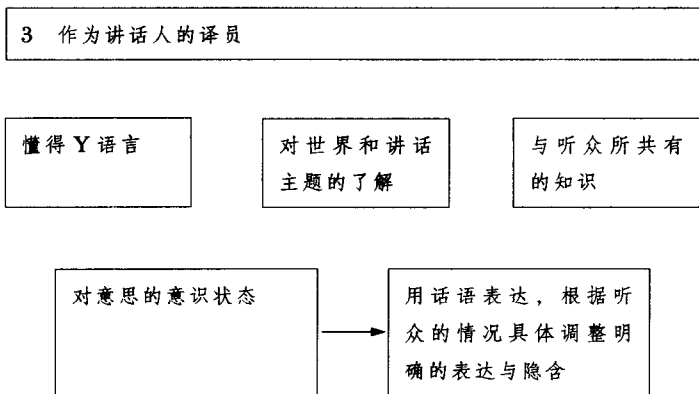 3 作为讲话人的译员
懂得Y语言
对世界和讲话
主题的了解
与听众所共有
的知识
对意思的意识状态
用话语表达，根据听
众的情况具体调整明
确的表达与隐含